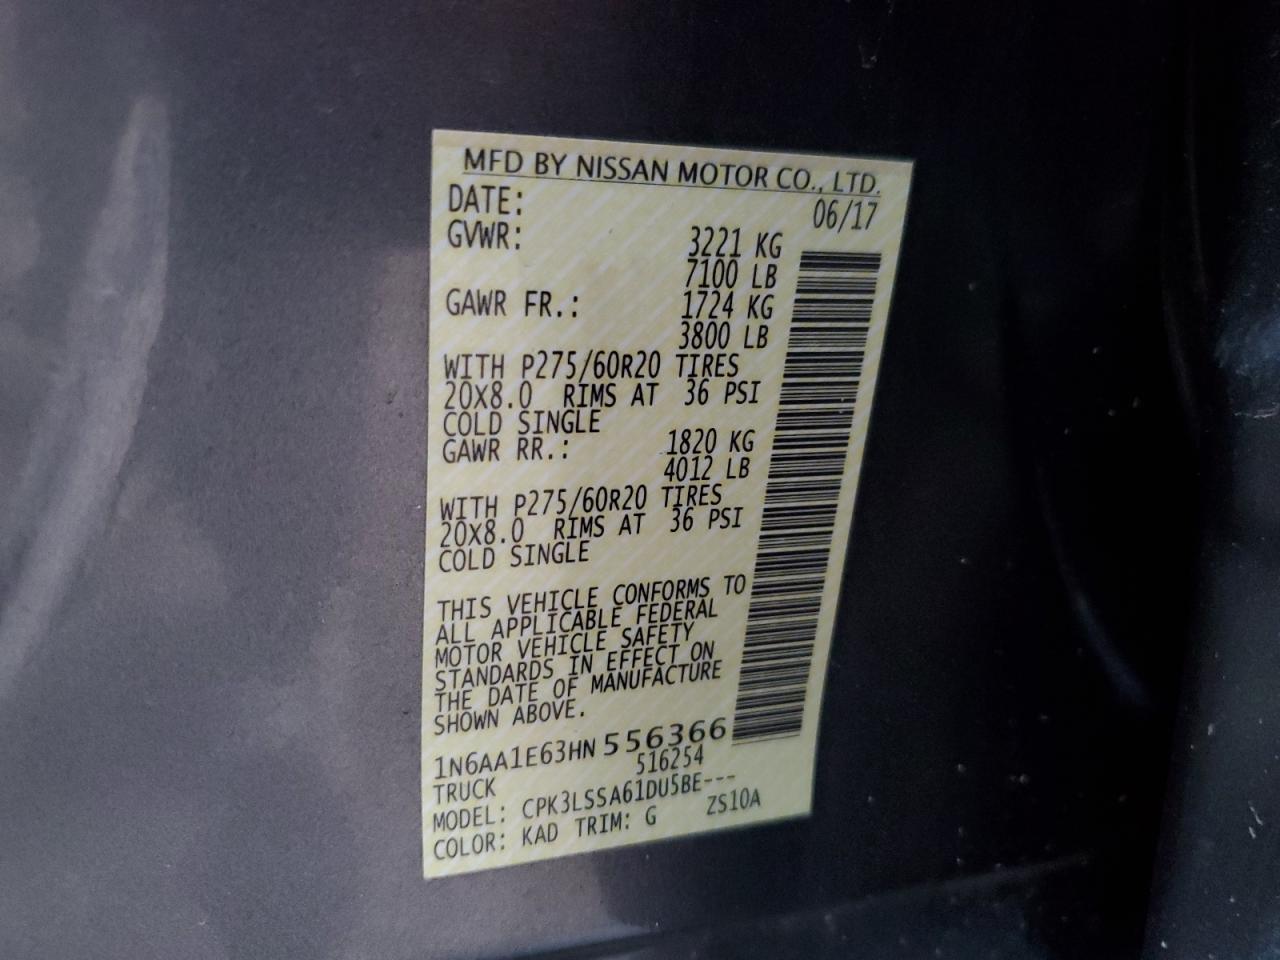 MFD BY NISSAN MOTOR CO., LTD.
DATE: 06/17
GVWR: 3221 KG
7100 LB
GAWR FR.: 1724 KG
3800 LB
WITH P275/60R20 TIRES
20X8.0 RIMS AT 36 PSI
COLD SINGLE
GAWR RR.: 1820 KG
4012 LB
WITH P275/60R20 TIRES
20X8.0 RIMS AT 36 PSI
COLD SINGLE
THIS VEHICLE CONFORMS TO
ALL APPLICABLE FEDERAL
MOTOR VEHICLE SAFETY
STANDARDS IN EFFECT ON
THE DATE OF MANUFACTURE
SHOWN ABOVE.
1N6AA1E63HN556366
TRUCK 516254
MODEL: CPK3LSSA61DU5BE---
COLOR: KAD TRIM: G ZS10A